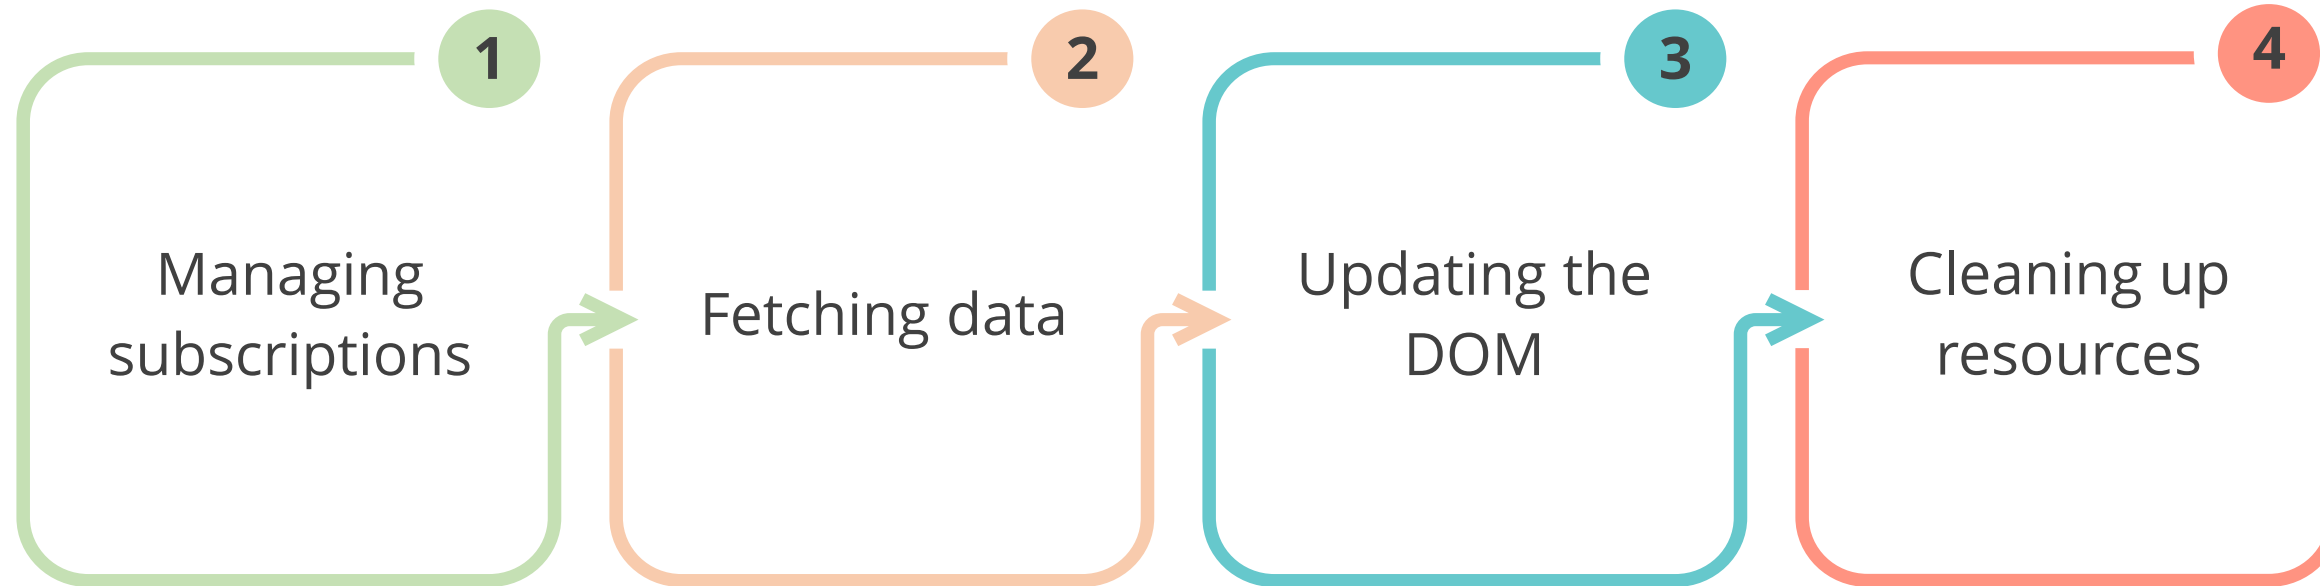 1
Managing
subscriptions
2
Fetching data
3
Updating the
DOM
4
Cleaning up
resources